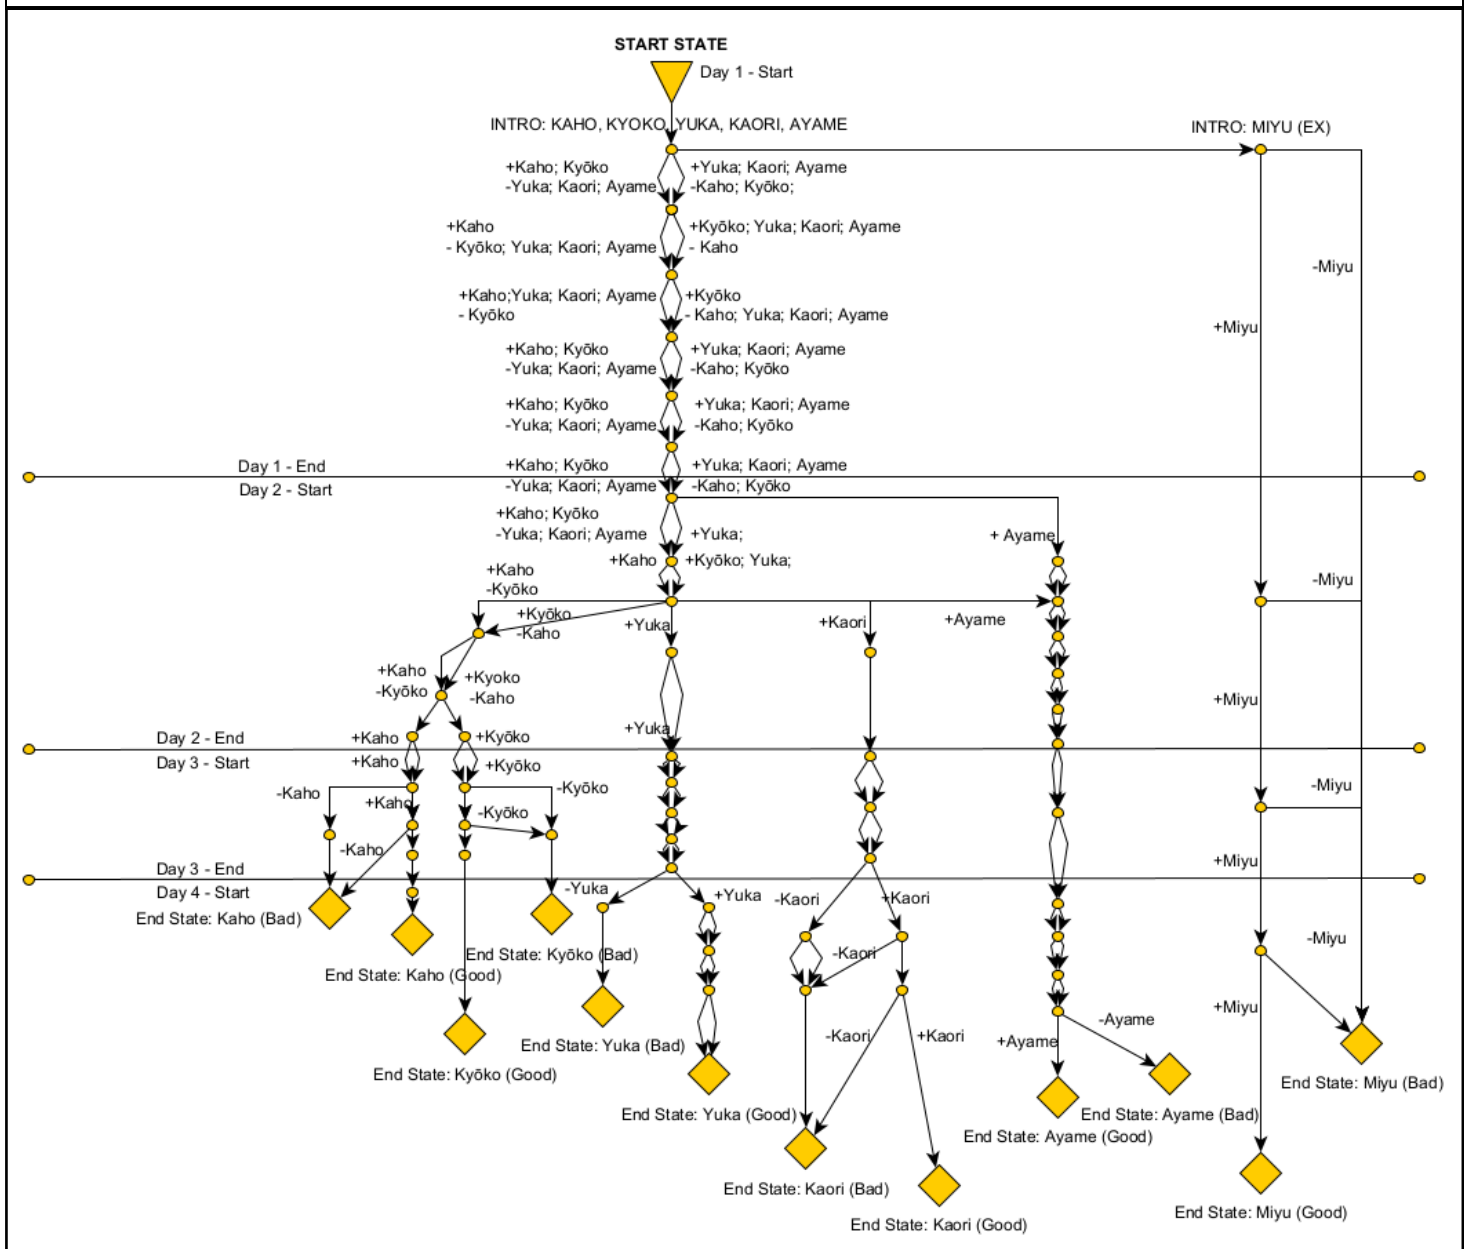 START STATE
Day 1 - Start
INTRO: KAHO, KYOKO, YUKA, KAORI, AYAME
INTRO: MIYU (EX)
+Kaho; Kyōko
-Yuka; Kaori; Ayame
+Yuka; Kaori; Ayame
-Kaho; Kyōko;
+Kaho
- Kyōko; Yuka; Kaori; Ayame
+Kyōko; Yuka; Kaori; Ayame
- Kaho
-Miyu
+Kaho;Yuka; Kaori; Ayame
- Kyōko
+Kyōko
- Kaho; Yuka; Kaori; Ayame
+Miyu
+Kaho; Kyōko
-Yuka; Kaori; Ayame
+Yuka; Kaori; Ayame
-Kaho; Kyōko
+Kaho; Kyōko
-Yuka; Kaori; Ayame
+Yuka; Kaori; Ayame
-Kaho; Kyōko
Day 1 - End
Day 2 - Start
+Kaho; Kyōko
-Yuka; Kaori; Ayame
+Yuka; Kaori; Ayame
-Kaho; Kyōko
+Kaho; Kyōko
-Yuka; Kaori; Ayame
+Yuka;
+ Ayame
+Kaho
+Kyōko; Yuka;
+Kaho
-Kyōko
-Miyu
+Kyōko
-Kaho
+Yuka
+Kaori
+Ayame
+Kaho
-Kyōko
+Kyoko
-Kaho
+Miyu
+Yuka
Day 2 - End
Day 3 - Start
+Kaho
+Kyōko
+Kaho
+Kyōko
-Kaho
-Kyōko
-Miyu
+Kaho
-Kyōko
-Kaho
+Miyu
Day 3 - End
Day 4 - Start
-Yuka
+Yuka
-Kaori
+Kaori
End State: Kaho (Bad)
-Miyu
End State: Kyōko (Bad)
-Kaori
End State: Kaho (Good)
+Miyu
-Ayame
-Kaori
+Kaori
+Ayame
End State: Yuka (Bad)
End State: Kyōko (Good)
End State: Miyu (Bad)
End State: Yuka (Good)
End State: Ayame (Bad)
End State: Ayame (Good)
End State: Kaori (Bad)
End State: Miyu (Good)
End State: Kaori (Good)